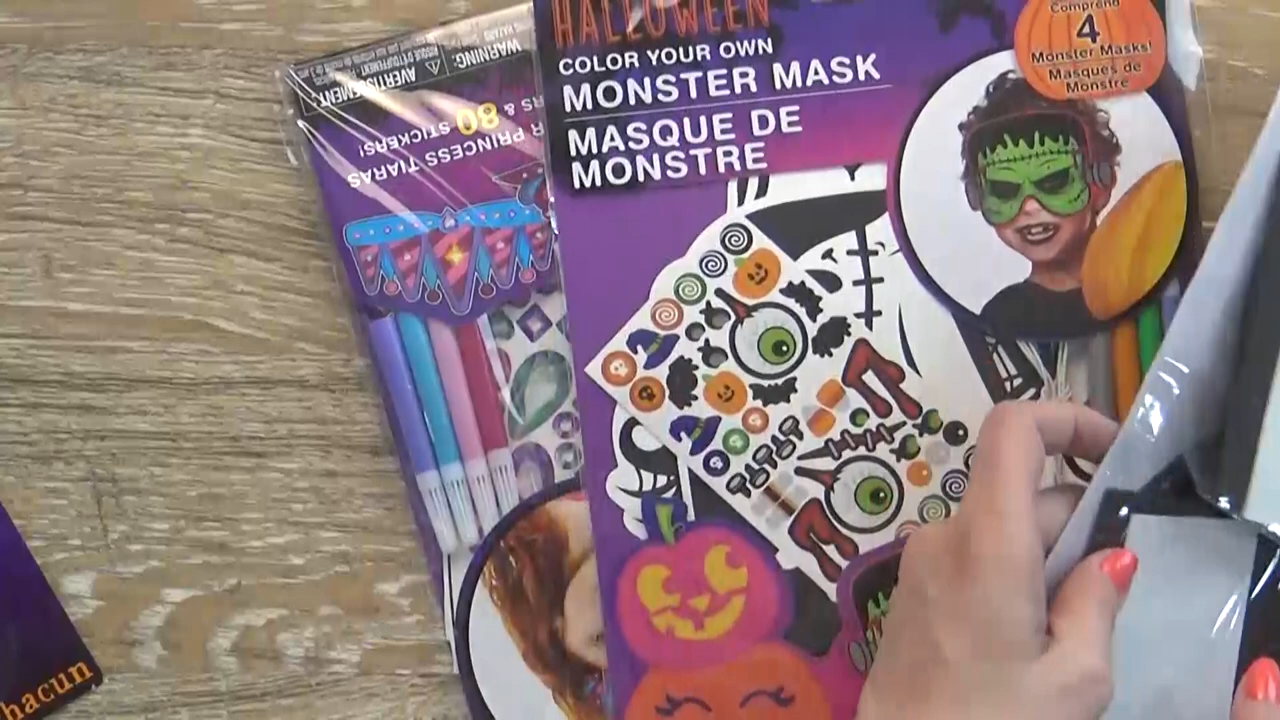 HALLOWEEN
COLOR YOUR OWN
MONSTER MASK
MASQUE DE
MONSTRE
Comprend
4
Monster Masks!
Masques de
Monstre
WARNING:
AVERTISSEMENT
PRINCESS TIARAS
& 80 STICKERS!
hacun